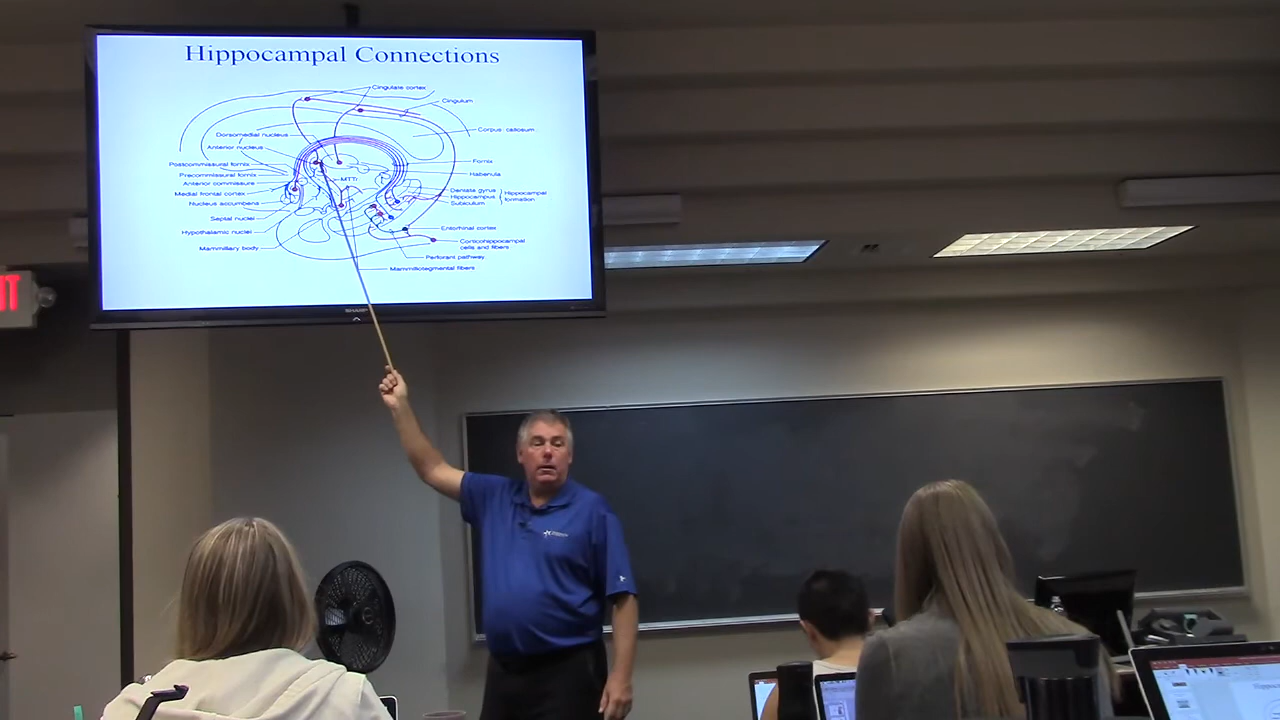 Hippocampal Connections
Cingulate cortex
Cingulum
Corpus callosum
Dorsomedial nucleus
Anterior nucleus
Postcommissural fornix
Fornix
Precommissural fornix
Habenula
Anterior commissure
MTT
Medial frontal cortex
Dentate gyrus
Hippocampus
Subiculum
Hippocampal
formation
Nucleus accumbens
Septal nuclei
Hypothalamic nuclei
Entorhinal cortex
Mammillary body
Corticohippocampal
cells and fibers
Perforant pathway
Mammillotegmental fibers
SHARP
IT